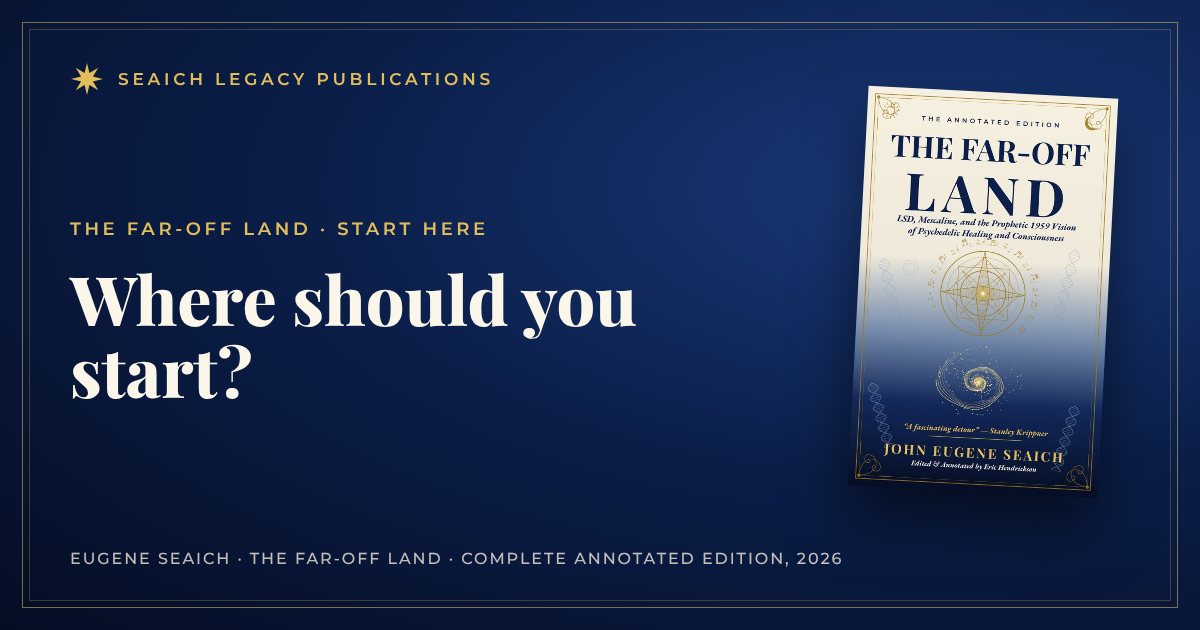 SEAICH LEGACY PUBLICATIONS
THE FAR-OFF LAND · START HERE
Where should you
start?
EUGENE SEAICH · THE FAR-OFF LAND · COMPLETE ANNOTATED EDITION, 2026
THE ANNOTATED EDITION
THE FAR-OFF
LAND
LSD, Mescaline, and the Prophetic 1959 Vision
of Psychedelic Healing and Consciousness
"A fascinating detour" — Stanley Krippner
JOHN EUGENE SEAICH
Edited & Annotated by Eric Hendrickson